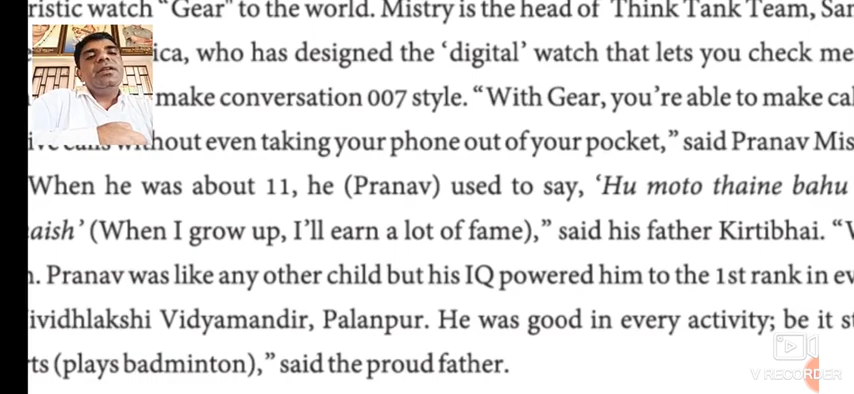 ristic watch “Gear” to the world. Mistry is the head of Think Tank Team, Sam
ica, who has designed the ‘digital’ watch that lets you check me
make conversation 007 style. “With Gear, you’re able to make cal
without even taking your phone out of your pocket,” said Pranav Mis
When he was about 11, he (Pranav) used to say, ‘Hu moto thaine bahu
aish’ (When I grow up, I’ll earn a lot of fame),” said his father Kirtibhai. “
. Pranav was like any other child but his IQ powered him to the 1st rank in ev
ividhlakshi Vidyamandir, Palanpur. He was good in every activity; be it s
ts (plays badminton),” said the proud father.
V RECORDER